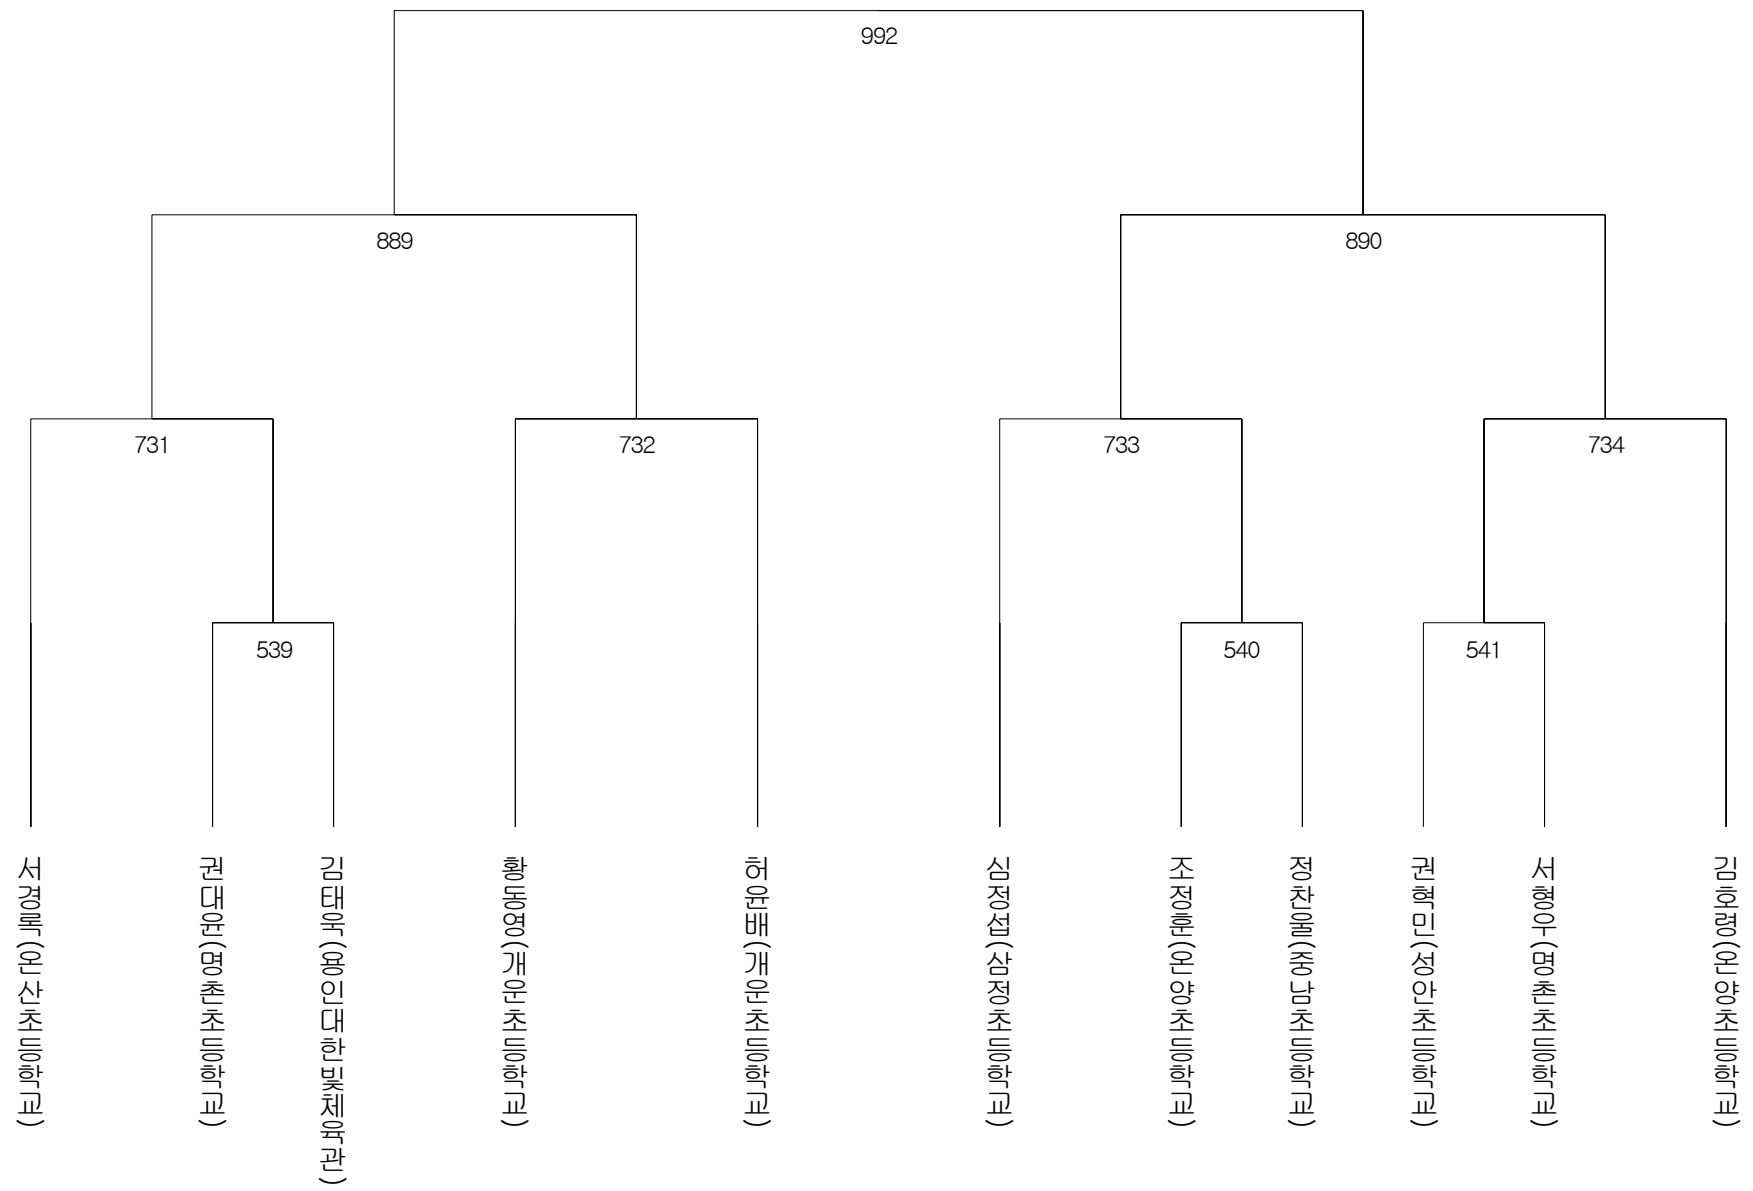 992
889
890
731
732
733
734
539
540
541
서경록(온산초등학교)
권대윤(명촌초등학교)
김태욱(용인대한빛체육관)
황동영(개운초등학교)
허윤배(개운초등학교)
심정섭(삼정초등학교)
조정훈(온양초등학교)
정찬울(중남초등학교)
권혁민(성안초등학교)
서형우(명촌초등학교)
김호령(온양초등학교)